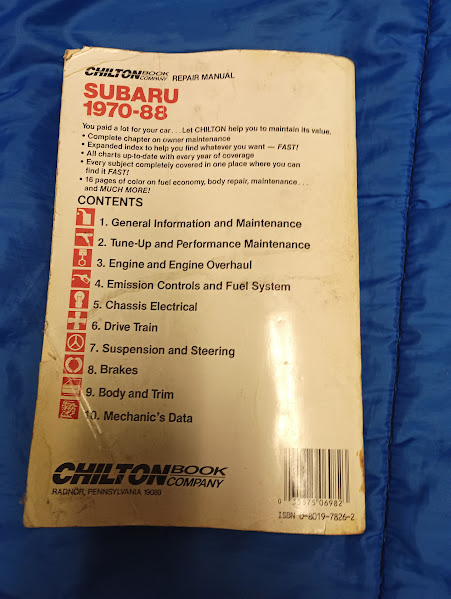 CHILTON BOOK COMPANY REPAIR MANUAL
SUBARU
1970-88
You paid a lot for your car . . . Let CHILTON help you to maintain its value.
• Complete chapter on owner maintenance
• Expanded index to help you find whatever you want — FAST!
• All charts up-to-date with every year of coverage
• Every subject completely covered in one place where you can
find it FAST!
• 16 pages of color on fuel economy, body repair, maintenance . . .
and MUCH MORE!
CONTENTS
1. General Information and Maintenance
2. Tune-Up and Performance Maintenance
3. Engine and Engine Overhaul
4. Emission Controls and Fuel System
5. Chassis Electrical
6. Drive Train
7. Suspension and Steering
8. Brakes
9. Body and Trim
10. Mechanic's Data
CHILTON BOOK COMPANY
RADNOR, PENNSYLVANIA 19089
06982
ISBN 0-8019-7826-2